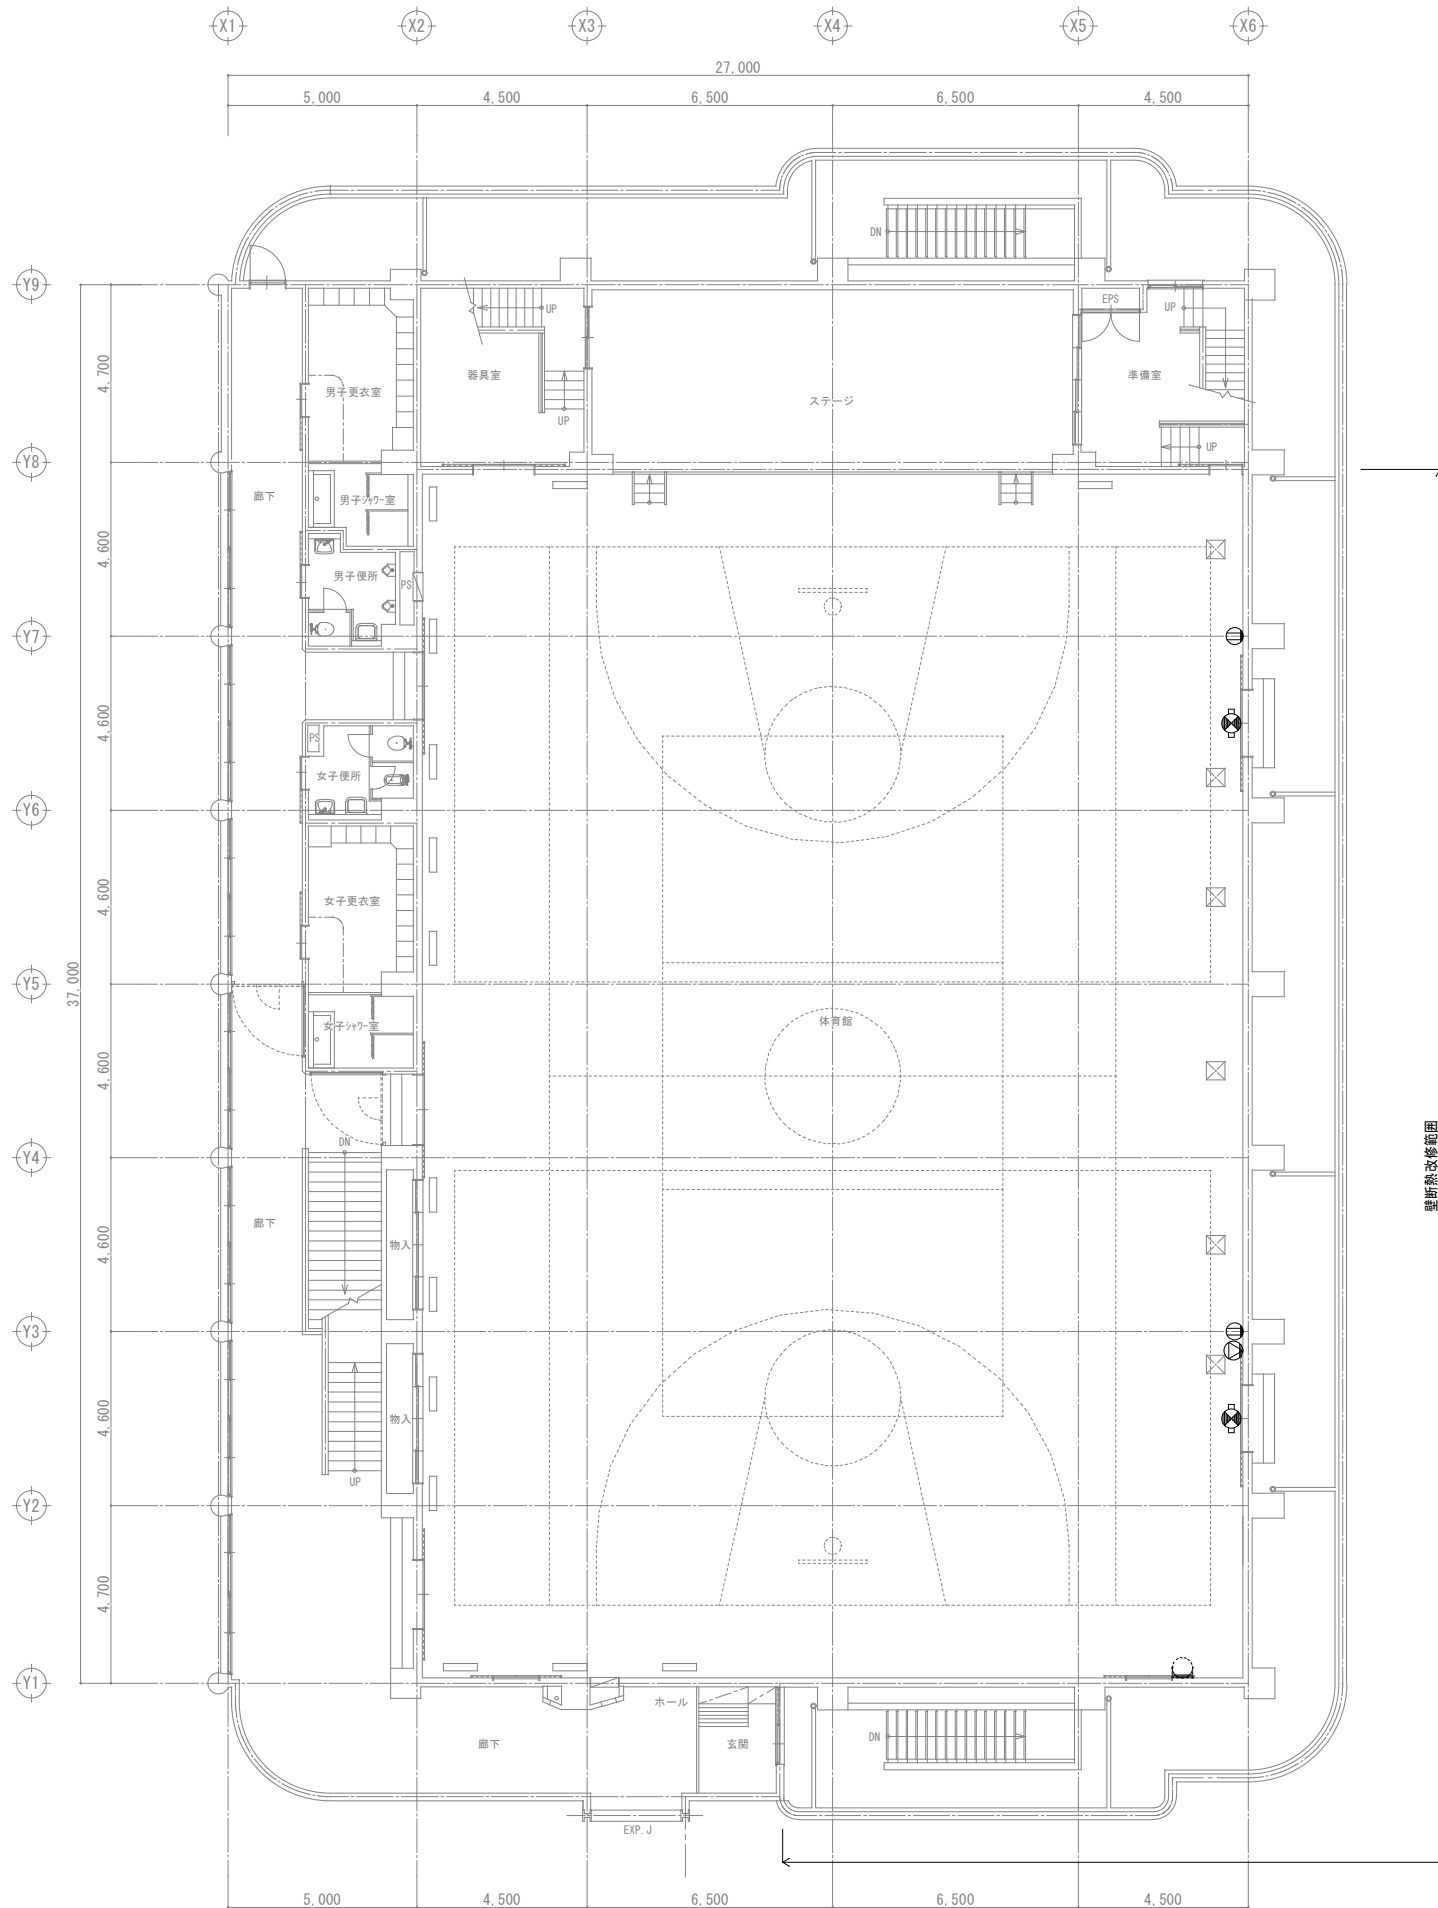 X1 X2 X3 X4 X5 X6
27,000
5,000 4,500 6,500 6,500 4,500
DN
Y9
EPS
UP UP
4,700
器具室 準備室
男子更衣室 ステージ
UP
UP
Y8
廊下 男子シャワー室
4,600
男子便所 PS
Y7
4,600
PS
女子便所
Y6
4,600
女子更衣室
37,000
Y5
女子シャワー室 体育館
4,600
壁断熱改修範囲
DN
Y4
廊下
4,600
物入
Y3
4,600
物入
UP
Y2
4,700
Y1
ホール
廊下 玄関 DN
EXP.J
5,000 4,500 6,500 6,500 4,500